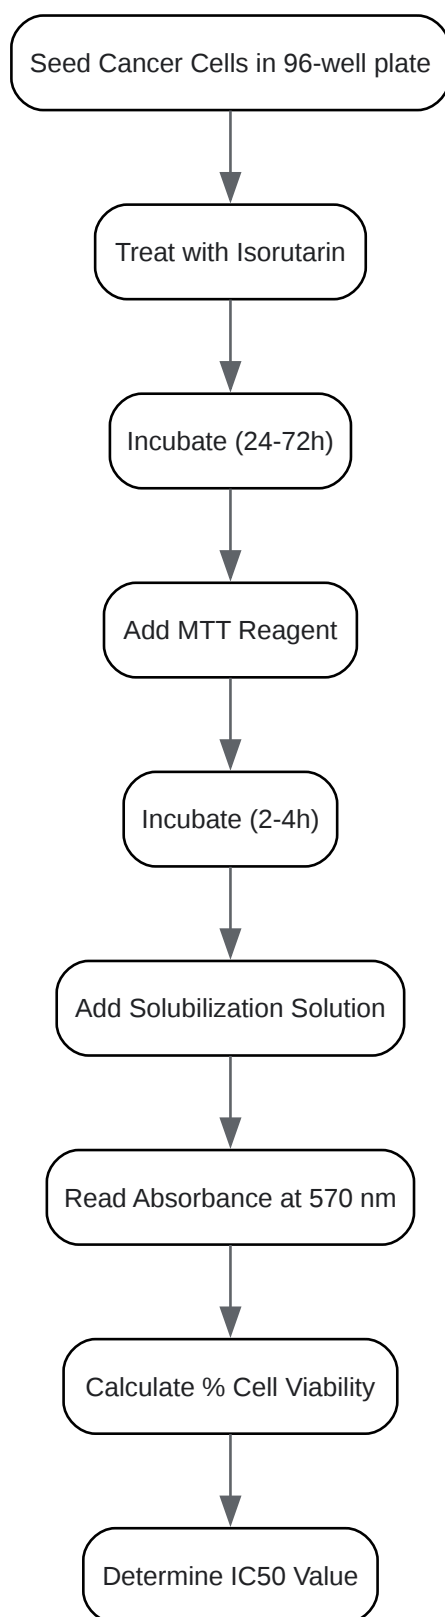 Seed Cancer Cells in 96-well plate
Treat with Isorutarin
Incubate (24-72h)
Add MTT Reagent
Incubate (2-4h)
Add Solubilization Solution
Read Absorbance at 570 nm
Calculate % Cell Viability
Determine IC50 Value